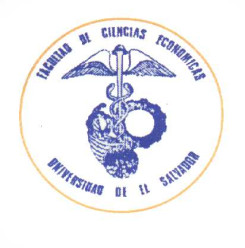 FACULTAD DE CIENCIAS ECONOMICAS
UNIVERSIDAD DE EL SALVADOR